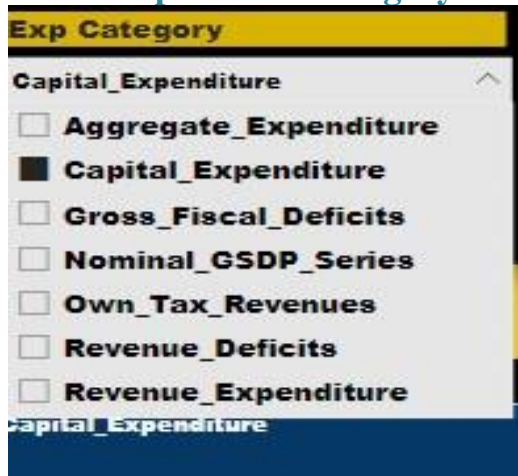 Exp Category
Capital_Expenditure
Aggregate_Expenditure
Capital_Expenditure
Gross_Fiscal_Deficits
Nominal_GSDP_Series
Own_Tax_Revenues
Revenue_Deficits
Revenue_Expenditure
Capital_Expenditure